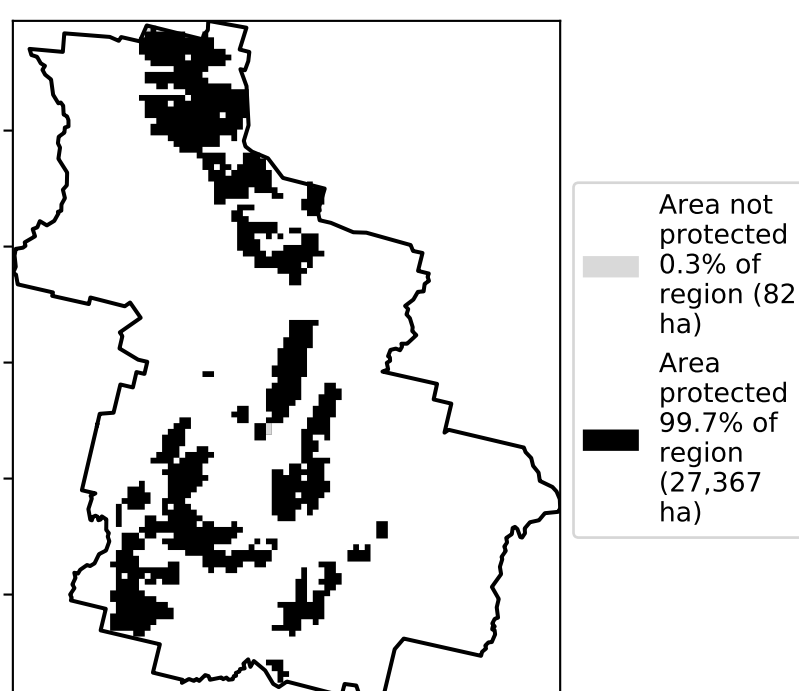 Area not
protected
0.3% of
region (82
ha)
Area
protected
99.7% of
region
(27,367
ha)